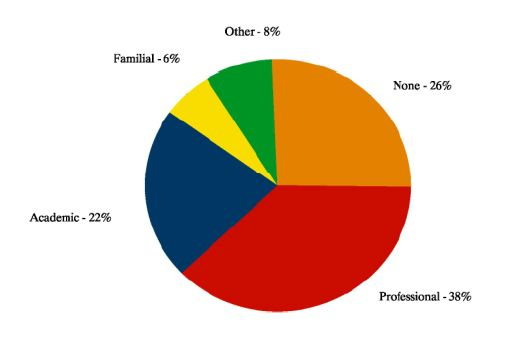 Other - 8%
Familial - 6%
None - 26%
Academic - 22%
Professional - 38%